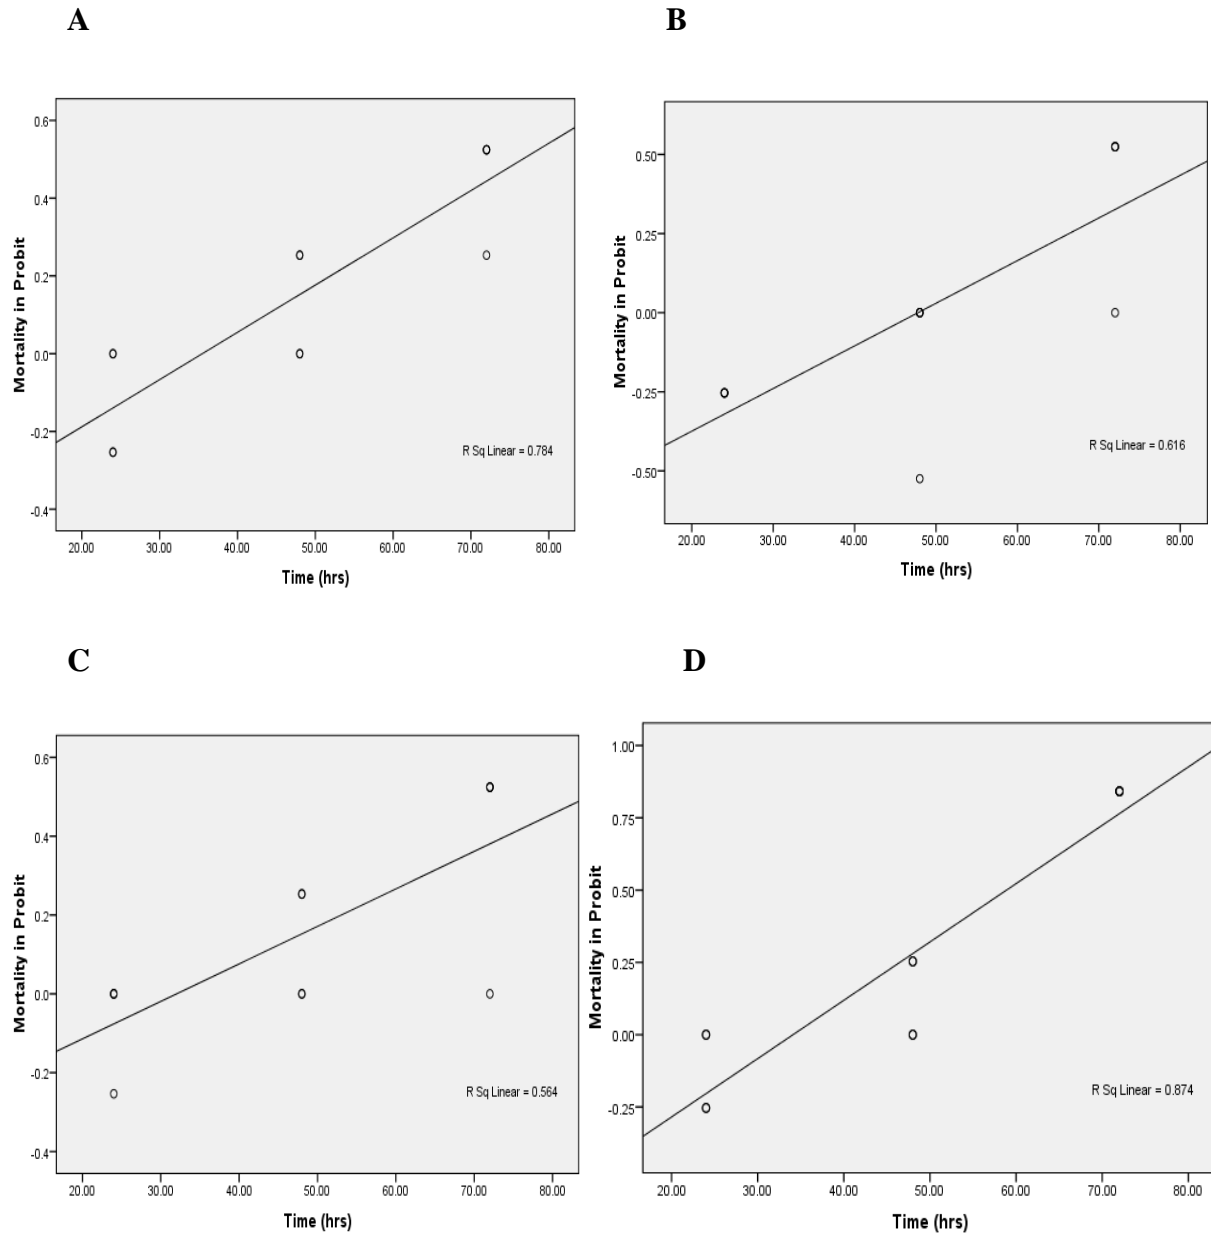 A
Mortality in Probit
0.6
0.4
0.2
0.0
-0.2
-0.4
R Sq Linear = 0.784
20.00 30.00 40.00 50.00 60.00 70.00 80.00
Time (hrs)
B
Mortality in Probit
0.50
0.25
0.00
-0.25
-0.50
R Sq Linear = 0.616
20.00 30.00 40.00 50.00 60.00 70.00 80.00
Time (hrs)
C
Mortality in Probit
0.6
0.4
0.2
0.0
-0.2
-0.4
R Sq Linear = 0.564
20.00 30.00 40.00 50.00 60.00 70.00 80.00
Time (hrs)
D
Mortality in Probit
1.00
0.75
0.50
0.25
0.00
-0.25
R Sq Linear = 0.874
20.00 30.00 40.00 50.00 60.00 70.00 80.00
Time (hrs)